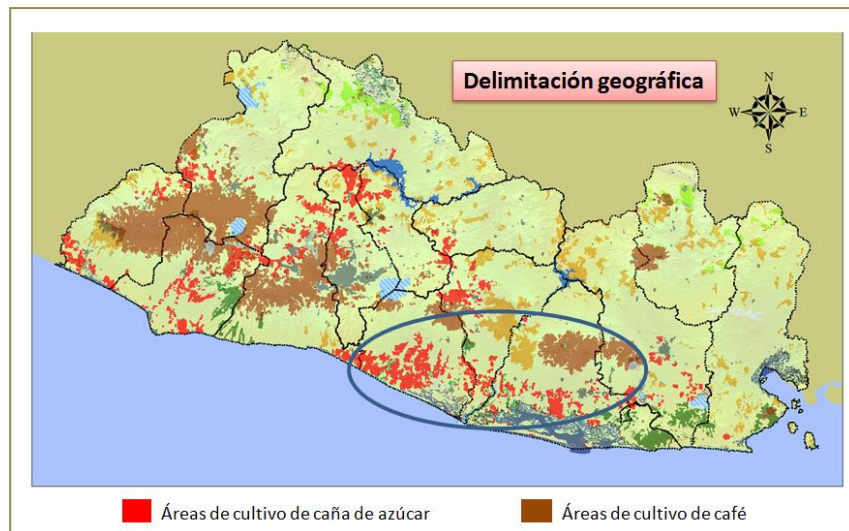 Delimitación geográfica
N
W E
S
Áreas de cultivo de caña de azúcar
Áreas de cultivo de café